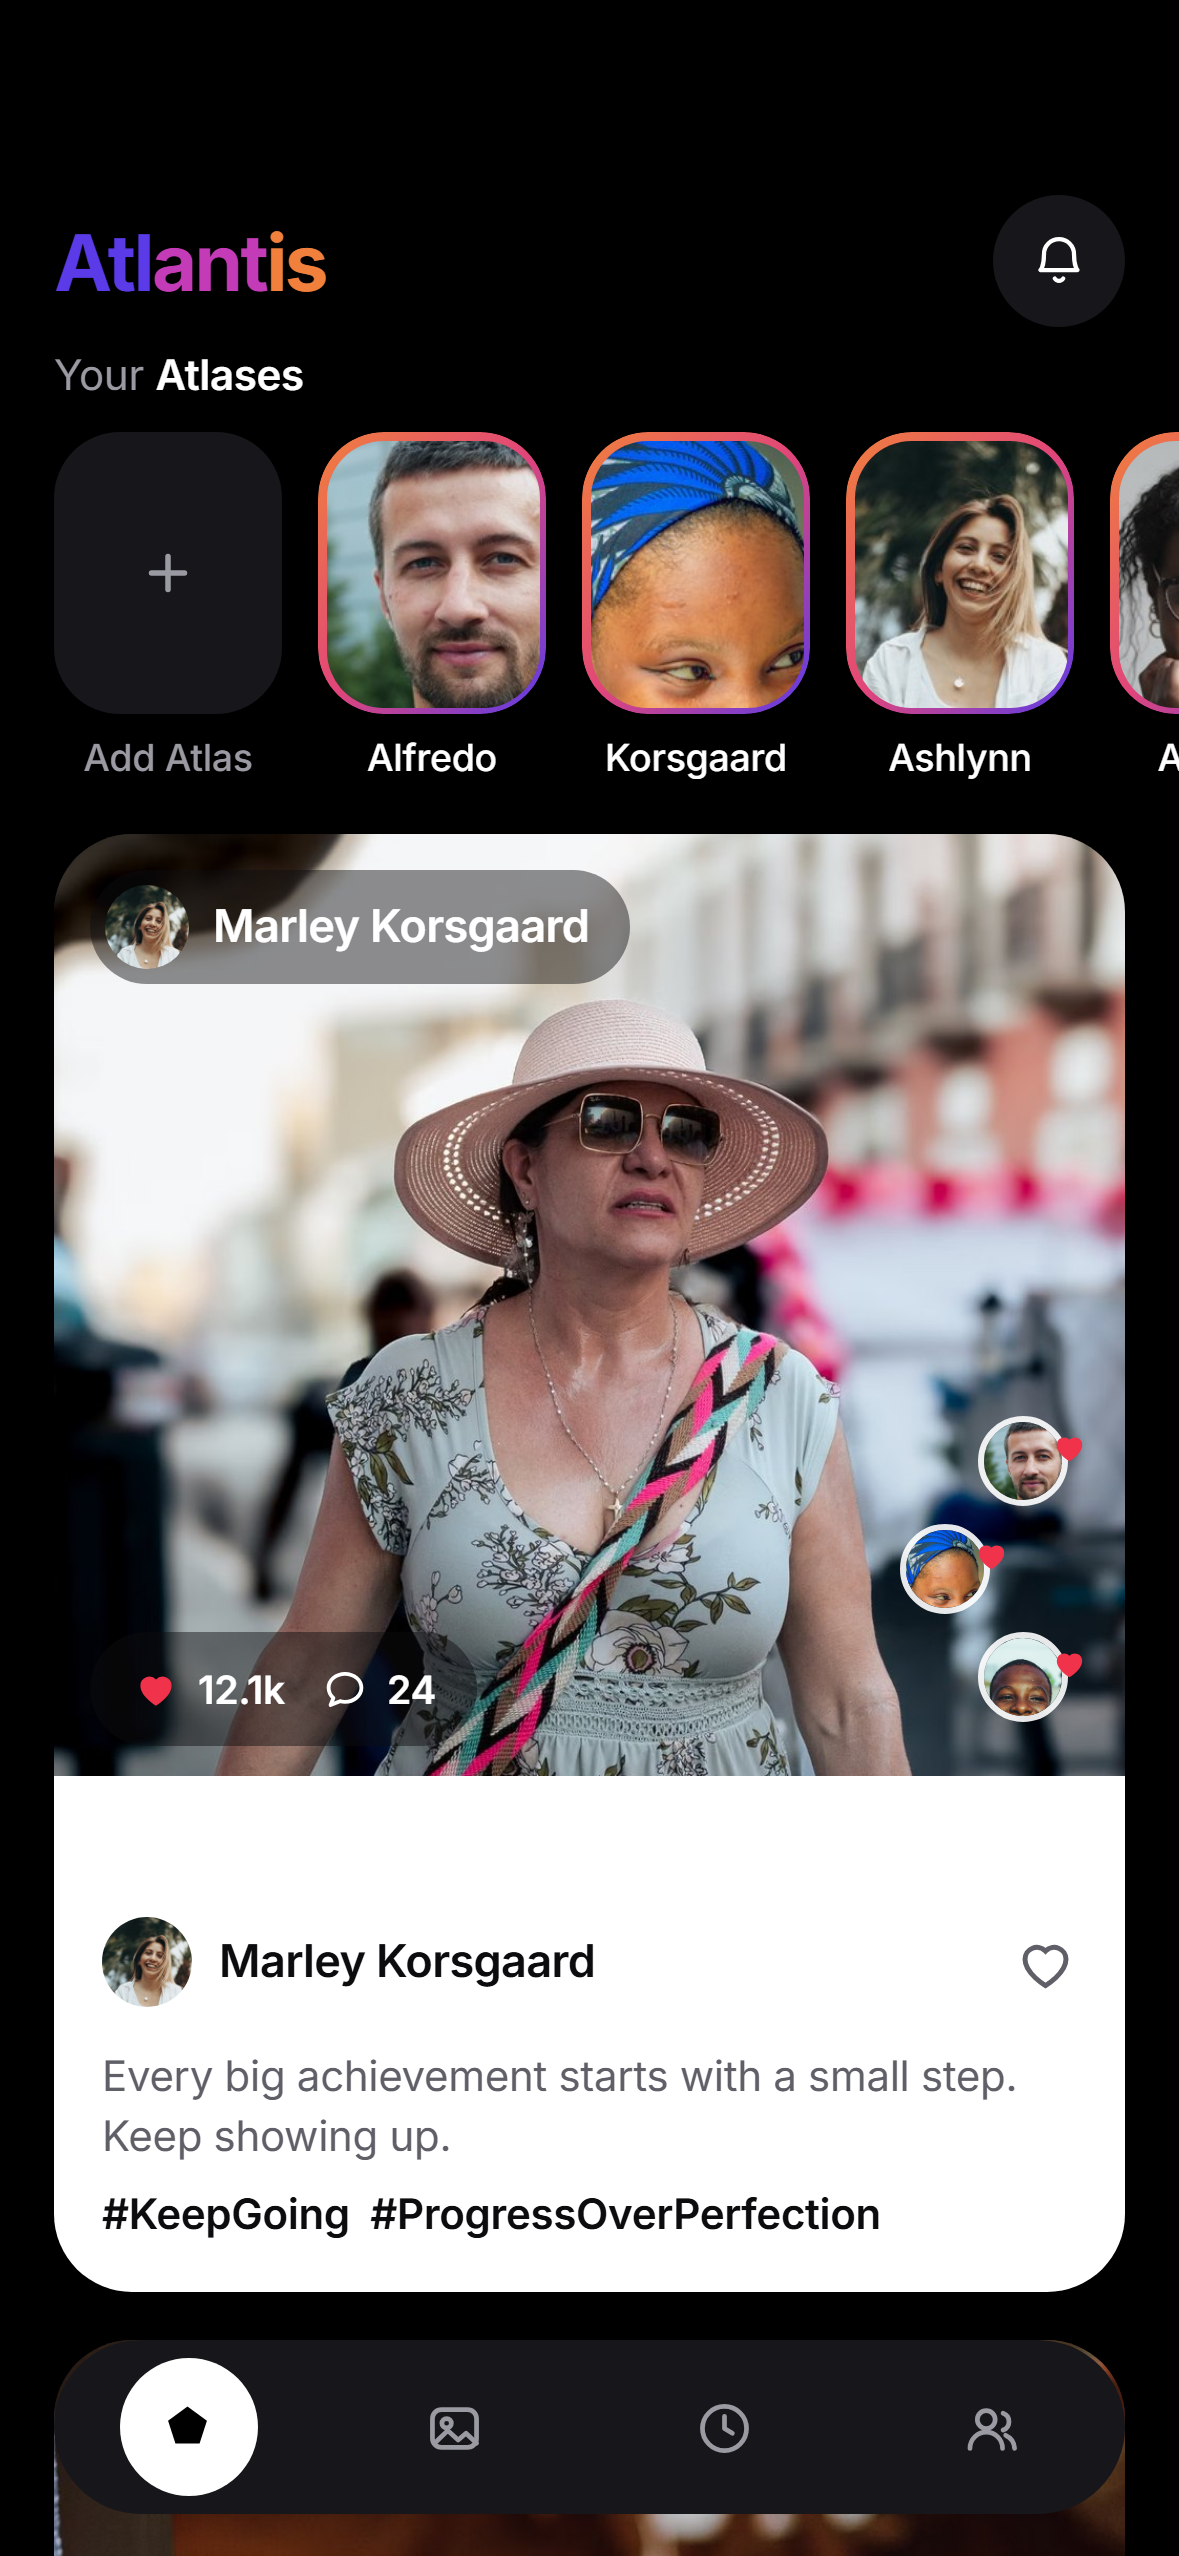 Atlantis
Your Atlases
Add Atlas
Alfredo
Korsgaard
Ashlynn
A
Marley Korsgaard
12.1k
24
Marley Korsgaard
Every big achievement starts with a small step.
Keep showing up.
#KeepGoing #ProgressOverPerfection